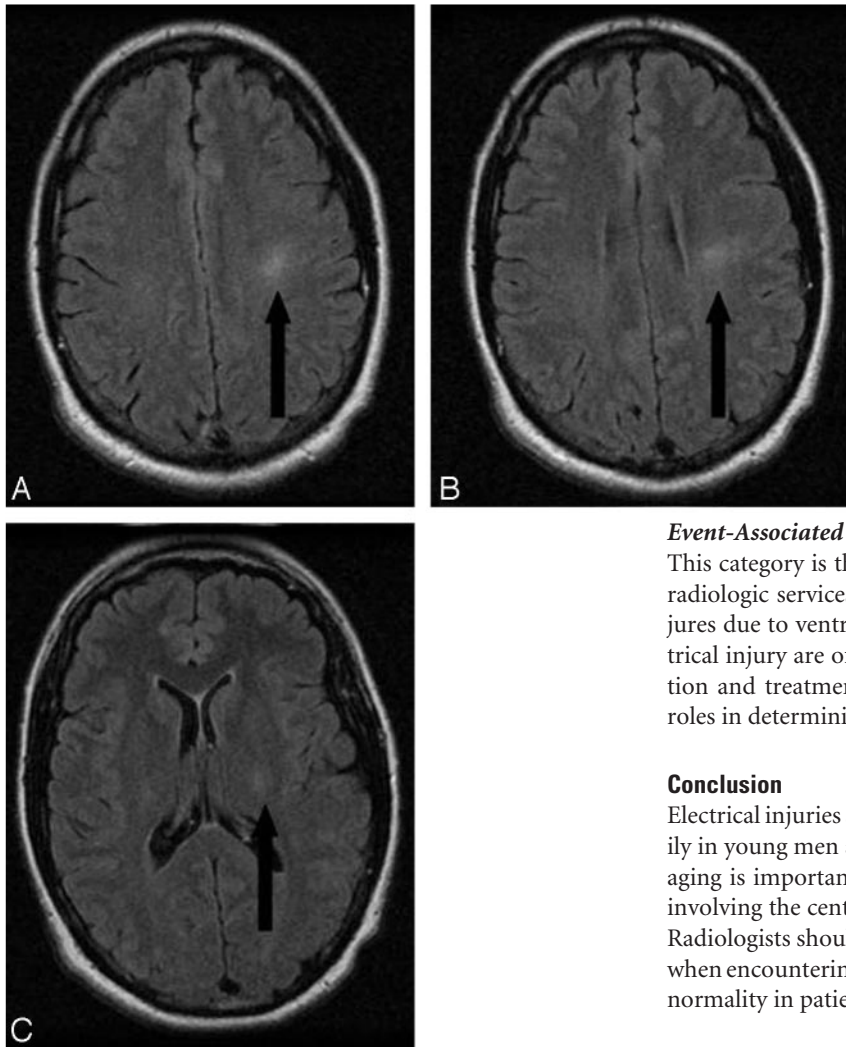 A
B
Event-Associated
This category is th
radiologic service
jures due to ventr
trical injury are o
tion and treatmen
roles in determini
Conclusion
Electrical injuries
ily in young men
aging is importan
involving the cent
Radiologists shou
when encounterin
normality in patie
C